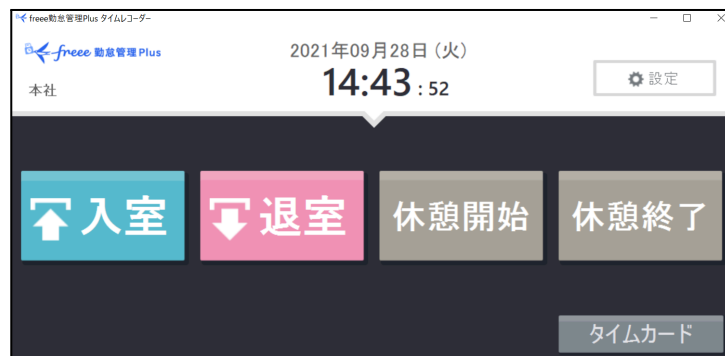 freee勤怠管理Plus タイムレコーダー
freee 勤怠管理Plus
本社
2021年09月28日（火）
14:43:52
設定
入室
退室
休憩開始
休憩終了
タイムカード